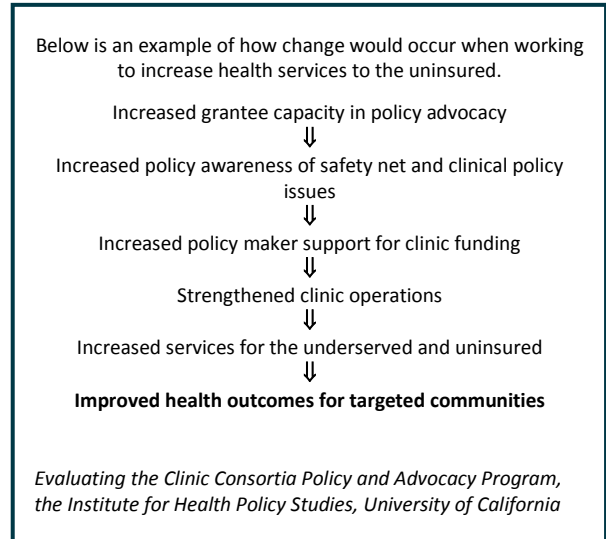 Below is an example of how change would occur when working
to increase health services to the uninsured.
Increased grantee capacity in policy advocacy
⇓
Increased policy awareness of safety net and clinical policy
issues
⇓
Increased policy maker support for clinic funding
⇓
Strengthened clinic operations
⇓
Increased services for the underserved and uninsured
⇓
Improved health outcomes for targeted communities
Evaluating the Clinic Consortia Policy and Advocacy Program,
the Institute for Health Policy Studies, University of California